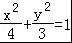 x²/4 + y²/3 = 1